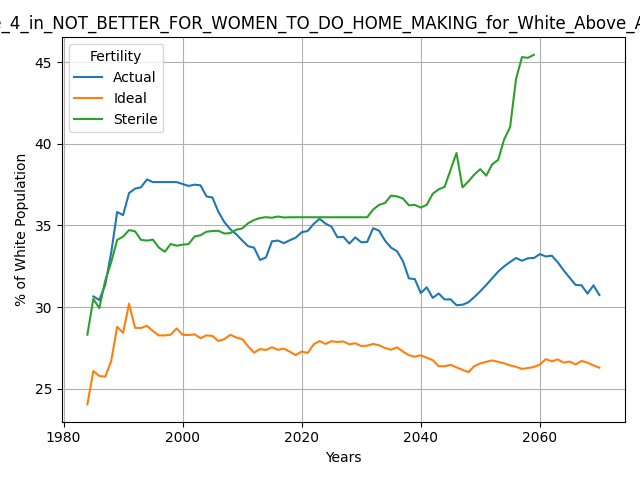 _4_in_NOT_BETTER_FOR_WOMEN_TO_DO_HOME_MAKING_for_White_Above_A
Fertility
Actual
Ideal
Sterile
% of White Population
45
40
35
30
25
1980
2000
2020
2040
2060
Years